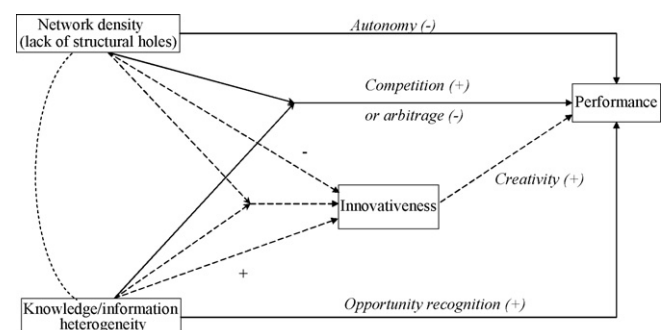 Network density
(lack of structural holes)
Autonomy (-)
Competition (+)
or arbitrage (-)
Performance
-
Creativity (+)
Innovativeness
+
Opportunity recognition (+)
Knowledge/information
heterogeneity